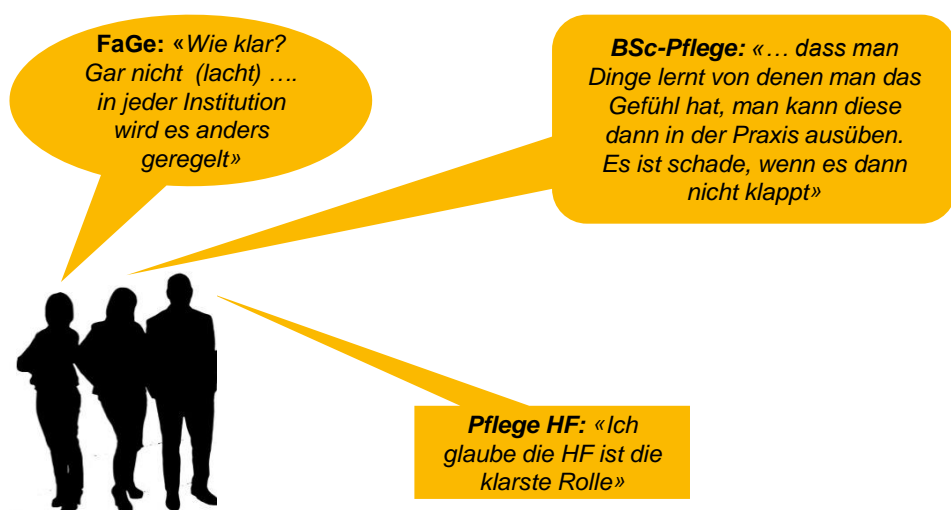 FaGe: «Wie klar?
Gar nicht (lacht) ….
in jeder Institution
wird es anders
geregelt»
BSc-Pflege: «… dass man
Dinge lernt von denen man das
Gefühl hat, man kann diese
dann in der Praxis ausüben.
Es ist schade, wenn es dann
nicht klappt»
Pflege HF: «Ich
glaube die HF ist die
klarste Rolle»